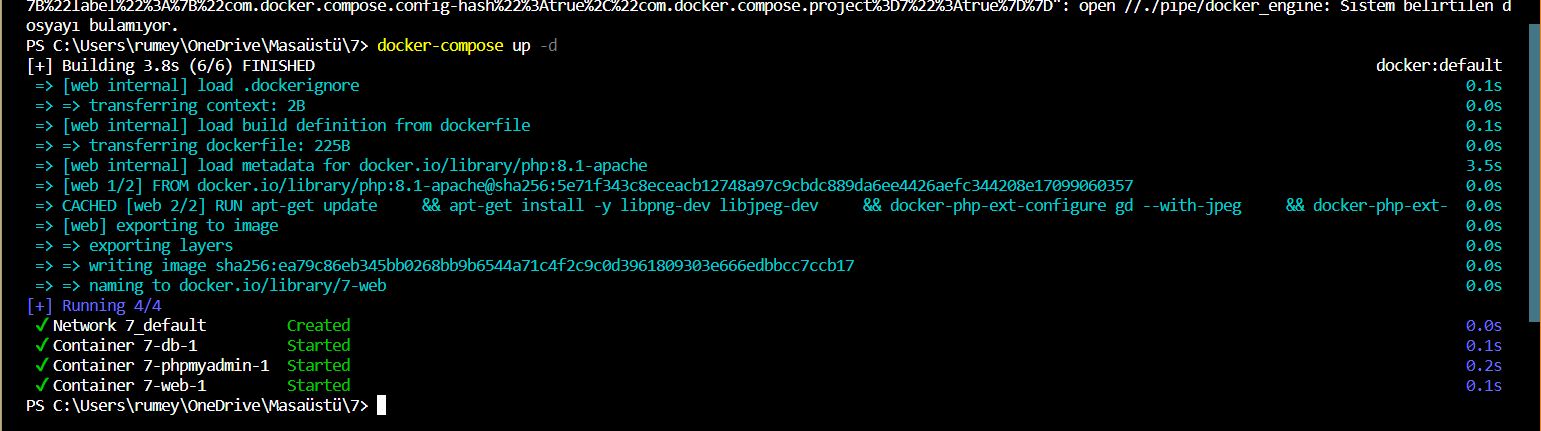 7B%22label%22%3A%7B%22com.docker.compose.config-hash%22%3Atrue%2C%22com.docker.compose.project%3D7%22%3Atrue%7D%7D": open //./pipe/docker_engine: Sistem belirtilen d
osyayı bulamıyor.
PS C:\Users\rumey\OneDrive\Masaüstü\7> docker-compose up -d
[+] Building 3.8s (6/6) FINISHED docker:default
=> [web internal] load .dockerignore 0.1s
=> => transferring context: 2B 0.0s
=> [web internal] load build definition from dockerfile 0.1s
=> => transferring dockerfile: 225B 0.0s
=> [web internal] load metadata for docker.io/library/php:8.1-apache 3.5s
=> [web 1/2] FROM docker.io/library/php:8.1-apache@sha256:5e71f343c8eceacb12748a97c9cbdc889da6ee4426aefc344208e17099060357 0.0s
=> CACHED [web 2/2] RUN apt-get update && apt-get install -y libpng-dev libjpeg-dev && docker-php-ext-configure gd --with-jpeg && docker-php-ext- 0.0s
=> [web] exporting to image 0.0s
=> => exporting layers 0.0s
=> => writing image sha256:ea79c86eb345bb0268bb9b6544a71c4f2c9c0d3961809303e666edbbcc7ccb17 0.0s
=> => naming to docker.io/library/7-web 0.0s
[+] Running 4/4
✔ Network 7_default Created 0.0s
✔ Container 7-db-1 Started 0.1s
✔ Container 7-phpmyadmin-1 Started 0.2s
✔ Container 7-web-1 Started 0.1s
PS C:\Users\rumey\OneDrive\Masaüstü\7>